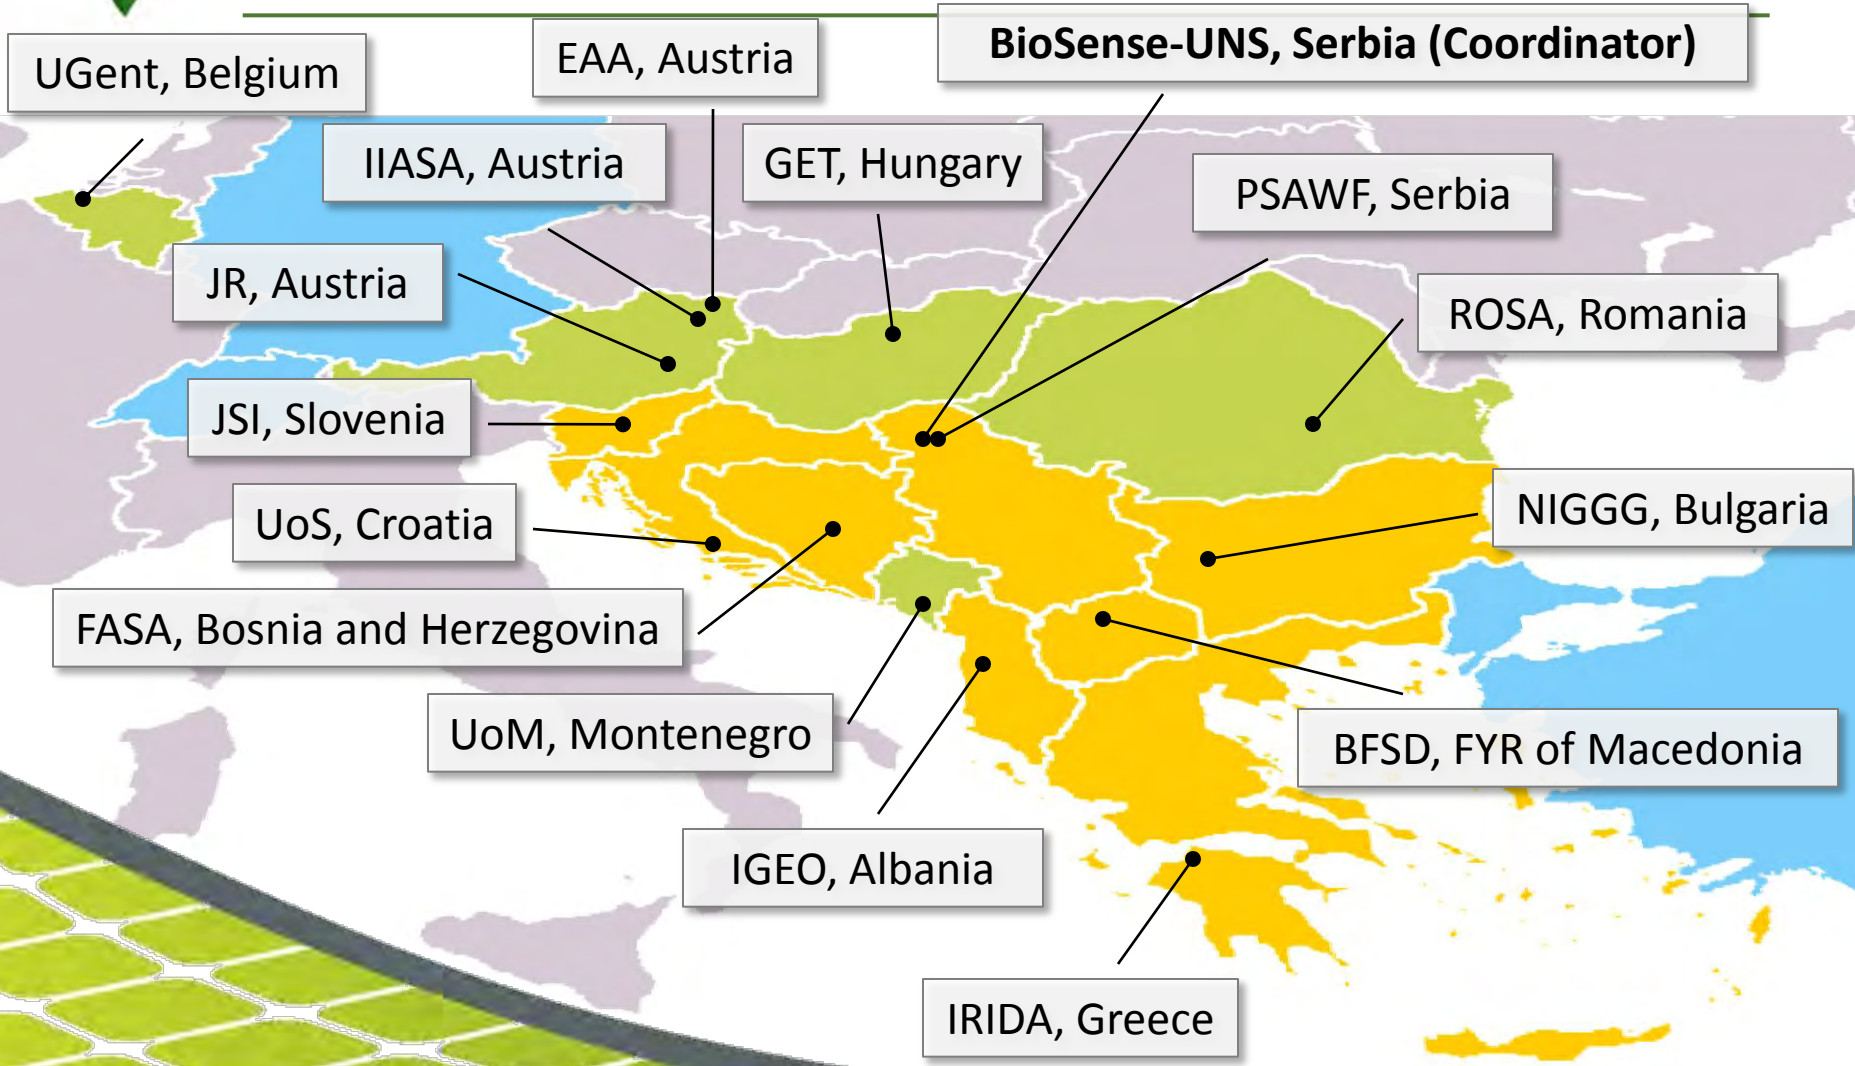 BioSense-UNS, Serbia (Coordinator)
EAA, Austria
UGent, Belgium
IIASA, Austria
GET, Hungary
PSAWF, Serbia
JR, Austria
ROSA, Romania
JSI, Slovenia
UoS, Croatia
NIGGG, Bulgaria
FASA, Bosnia and Herzegovina
UoM, Montenegro
BFSD, FYR of Macedonia
IGEO, Albania
IRIDA, Greece